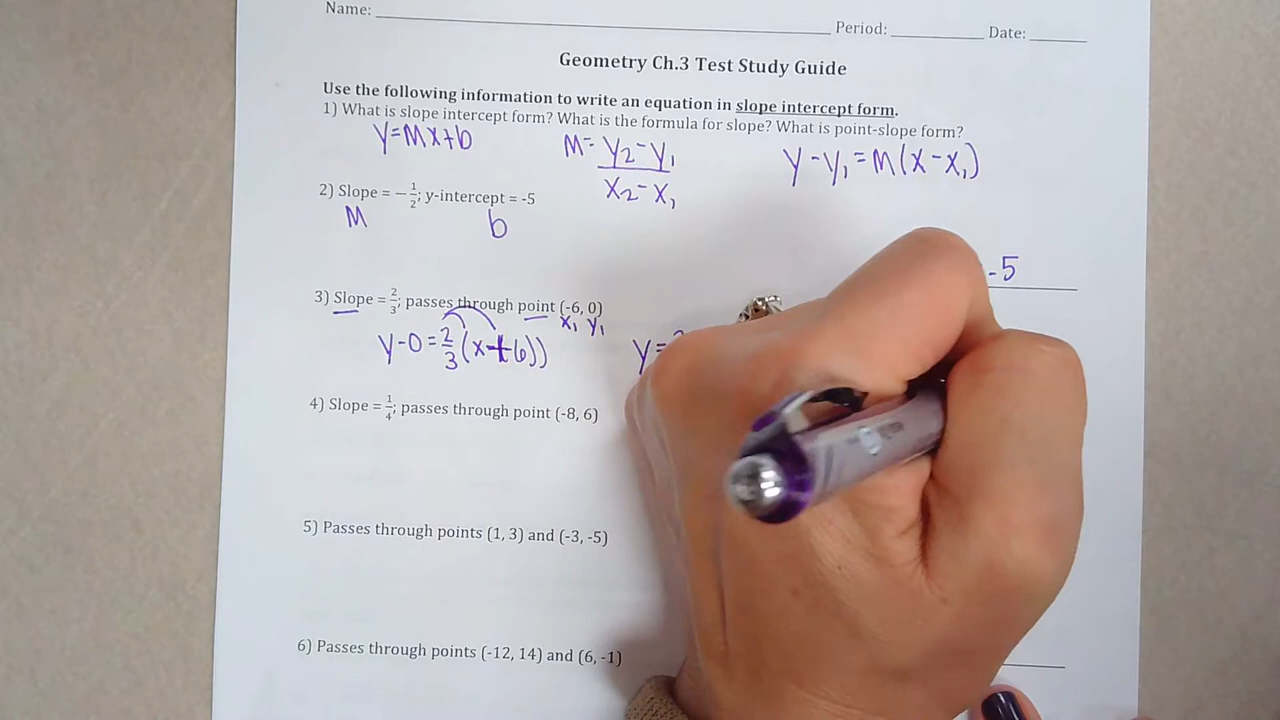 Name: ____ Period: ____ Date: ____
Geometry Ch.3 Test Study Guide
Use the following information to write an equation in slope intercept form.
1) What is slope intercept form? What is the formula for slope? What is point-slope form?
y=mx+b m= y2-y1 / x2-x1 y-y1=m(x-x1)
2) Slope = -1/2; y-intercept = -5
m b
-5
3) Slope = 2/3; passes through point (-6, 0)
x1 y1
y-0=2/3(x+6)) y=
4) Slope = 1/4; passes through point (-8, 6)
5) Passes through points (1, 3) and (-3, -5)
6) Passes through points (-12, 14) and (6, -1)